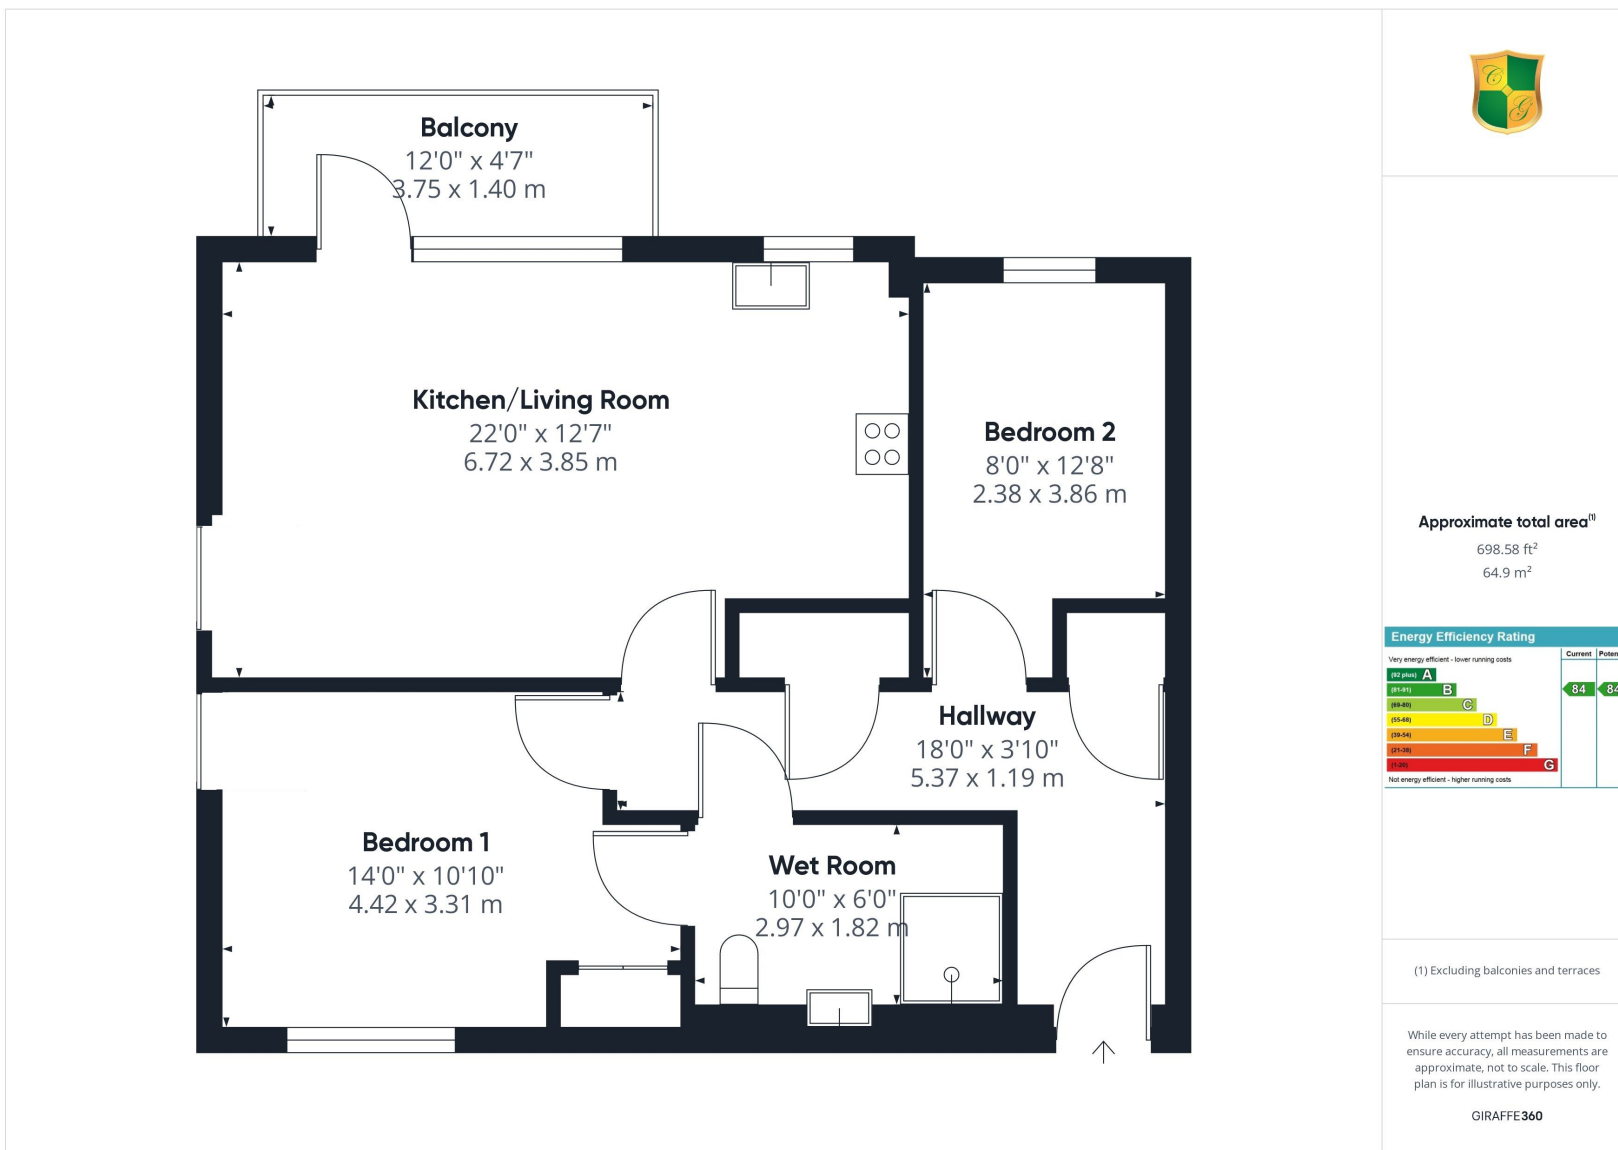 Balcony
12'0" x 4'7"
3.75 x 1.40 m
Kitchen/Living Room
22'0" x 12'7"
6.72 x 3.85 m
Bedroom 2
8'0" x 12'8"
2.38 x 3.86 m
Hallway
18'0" x 3'10"
5.37 x 1.19 m
Bedroom 1
14'0" x 10'10"
4.42 x 3.31 m
Wet Room
10'0" x 6'0"
2.97 x 1.82 m
C
G
Approximate total area(1)
698.58 ft²
64.9 m²
Energy Efficiency Rating
Current Poten
Very energy efficient - lower running costs
(92 plus) A
(81-91) B 84 84
(69-80) C
(55-68) D
(39-54) E
(21-38) F
(1-20) G
Not energy efficient - higher running costs
(1) Excluding balconies and terraces
While every attempt has been made to
ensure accuracy, all measurements are
approximate, not to scale. This floor
plan is for illustrative purposes only.
GIRAFFE360